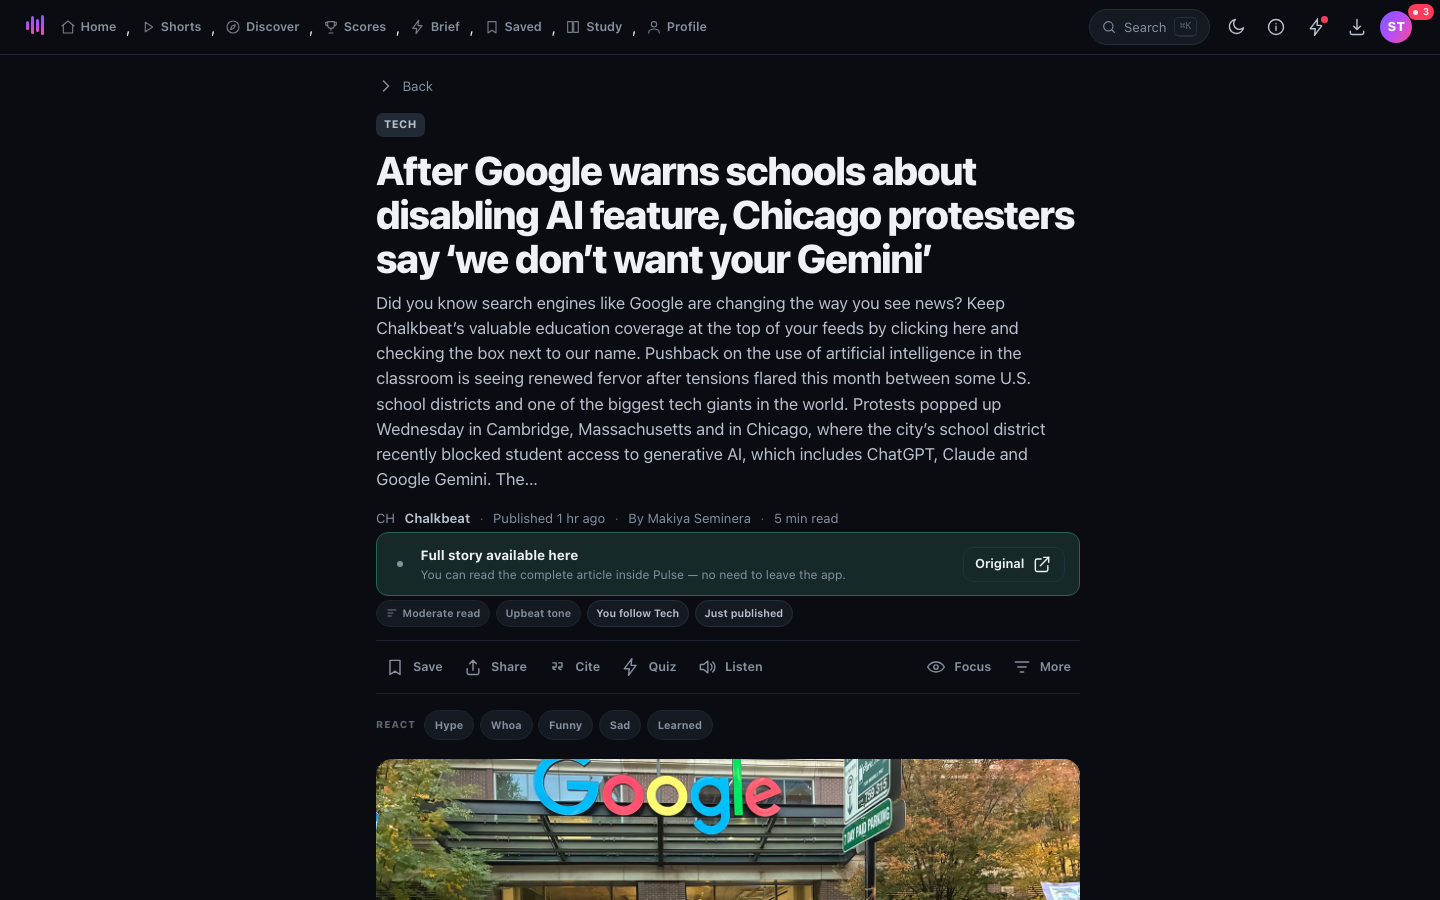 Home , Shorts , Discover , Scores , Brief , Saved , Study , Profile
Search ⌘K
ST
3
Back
TECH
After Google warns schools about
disabling AI feature, Chicago protesters
say ‘we don’t want your Gemini’
Did you know search engines like Google are changing the way you see news? Keep
Chalkbeat’s valuable education coverage at the top of your feeds by clicking here and
checking the box next to our name. Pushback on the use of artificial intelligence in the
classroom is seeing renewed fervor after tensions flared this month between some U.S.
school districts and one of the biggest tech giants in the world. Protests popped up
Wednesday in Cambridge, Massachusetts and in Chicago, where the city’s school district
recently blocked student access to generative AI, which includes ChatGPT, Claude and
Google Gemini. The…
CH Chalkbeat · Published 1 hr ago · By Makiya Seminera · 5 min read
Full story available here
You can read the complete article inside Pulse — no need to leave the app.
Original
Moderate read Upbeat tone You follow Tech Just published
Save Share Cite Quiz Listen Focus More
REACT Hype Whoa Funny Sad Learned
Google
DAY PAID PARKING